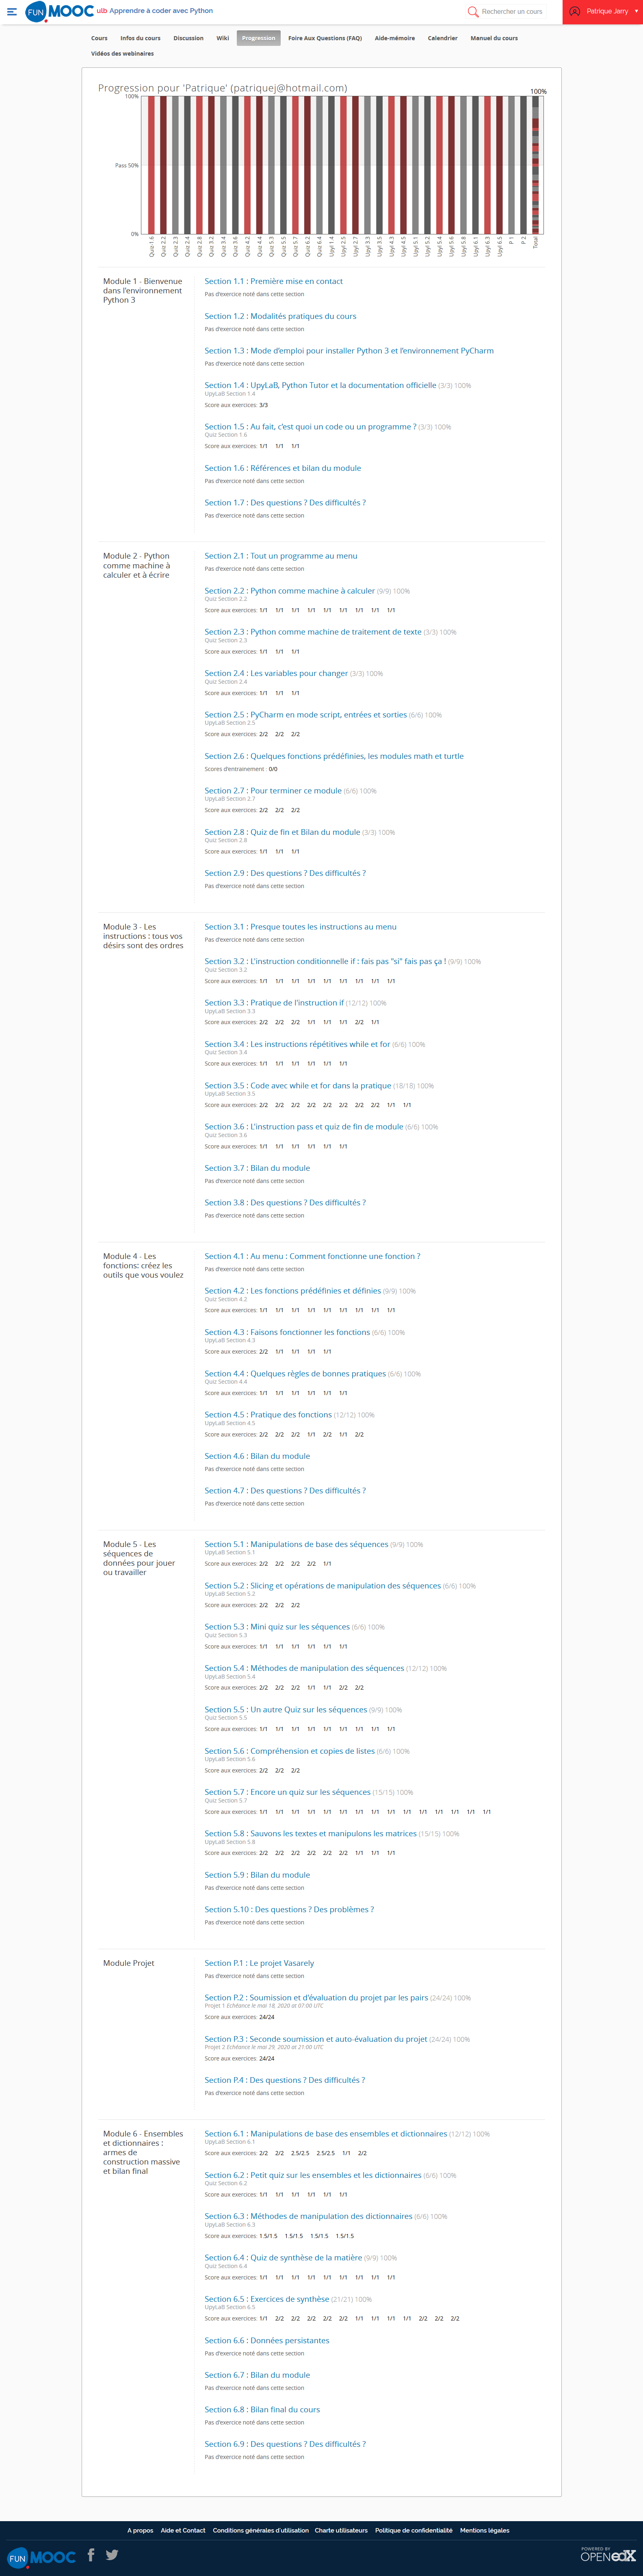 FUN MOOC
ulb Apprendre à coder avec Python
Rechercher un cours
Patrique Jarry
Cours
Infos du cours
Discussion
Wiki
Progression
Foire Aux Questions (FAQ)
Aide-mémoire
Calendrier
Manuel du cours
Vidéos des webinaires
Progression pour 'Patrique' (patriquej@hotmail.com)
100%
100%
Pass 50%
0%
Quiz 1.6
Quiz 2.2
Quiz 2.3
Quiz 2.4
Quiz 2.8
Quiz 3.2
Quiz 3.4
Quiz 3.6
Quiz 4.2
Quiz 4.4
Quiz 5.3
Quiz 5.5
Quiz 5.7
Quiz 6.2
Quiz 6.4
Upyl 1.4
Upyl 2.5
Upyl 2.7
Upyl 3.3
Upyl 3.5
Upyl 4.3
Upyl 4.5
Upyl 5.1
Upyl 5.2
Upyl 5.4
Upyl 5.6
Upyl 5.8
Upyl 6.1
Upyl 6.3
Upyl 6.5
P 1
P 2
Total
Module 1 - Bienvenue
dans l'environnement
Python 3
Section 1.1 : Première mise en contact
Pas d'exercice noté dans cette section
Section 1.2 : Modalités pratiques du cours
Pas d'exercice noté dans cette section
Section 1.3 : Mode d'emploi pour installer Python 3 et l'environnement PyCharm
Pas d'exercice noté dans cette section
Section 1.4 : UpyLaB, Python Tutor et la documentation officielle (3/3) 100%
UpyLaB Section 1.4
Score aux exercices: 3/3
Section 1.5 : Au fait, c'est quoi un code ou un programme ? (3/3) 100%
Quiz Section 1.6
Score aux exercices: 1/1 1/1 1/1
Section 1.6 : Références et bilan du module
Pas d'exercice noté dans cette section
Section 1.7 : Des questions ? Des difficultés ?
Pas d'exercice noté dans cette section
Module 2 - Python
comme machine à
calculer et à écrire
Section 2.1 : Tout un programme au menu
Pas d'exercice noté dans cette section
Section 2.2 : Python comme machine à calculer (9/9) 100%
Quiz Section 2.2
Score aux exercices: 1/1 1/1 1/1 1/1 1/1 1/1 1/1 1/1 1/1
Section 2.3 : Python comme machine de traitement de texte (3/3) 100%
Quiz Section 2.3
Score aux exercices: 1/1 1/1 1/1
Section 2.4 : Les variables pour changer (3/3) 100%
Quiz Section 2.4
Score aux exercices: 1/1 1/1 1/1
Section 2.5 : PyCharm en mode script, entrées et sorties (6/6) 100%
UpyLaB Section 2.5
Score aux exercices: 2/2 2/2 2/2
Section 2.6 : Quelques fonctions prédéfinies, les modules math et turtle
Scores d'entraînement : 0/0
Section 2.7 : Pour terminer ce module (6/6) 100%
UpyLaB Section 2.7
Score aux exercices: 2/2 2/2 2/2
Section 2.8 : Quiz de fin et Bilan du module (3/3) 100%
Quiz Section 2.8
Score aux exercices: 1/1 1/1 1/1
Section 2.9 : Des questions ? Des difficultés ?
Pas d'exercice noté dans cette section
Module 3 - Les
instructions : tous vos
désirs sont des ordres
Section 3.1 : Presque toutes les instructions au menu
Pas d'exercice noté dans cette section
Section 3.2 : L'instruction conditionnelle if : fais pas "si" fais pas ça ! (9/9) 100%
Quiz Section 3.2
Score aux exercices: 1/1 1/1 1/1 1/1 1/1 1/1 1/1 1/1 1/1
Section 3.3 : Pratique de l'instruction if (12/12) 100%
UpyLaB Section 3.3
Score aux exercices: 2/2 2/2 2/2 1/1 1/1 1/1 2/2 1/1
Section 3.4 : Les instructions répétitives while et for (6/6) 100%
Quiz Section 3.4
Score aux exercices: 1/1 1/1 1/1 1/1 1/1 1/1
Section 3.5 : Code avec while et for dans la pratique (18/18) 100%
UpyLaB Section 3.5
Score aux exercices: 2/2 2/2 2/2 2/2 2/2 2/2 2/2 2/2 1/1 1/1
Section 3.6 : L'instruction pass et quiz de fin de module (6/6) 100%
Quiz Section 3.6
Score aux exercices: 1/1 1/1 1/1 1/1 1/1 1/1
Section 3.7 : Bilan du module
Pas d'exercice noté dans cette section
Section 3.8 : Des questions ? Des difficultés ?
Pas d'exercice noté dans cette section
Module 4 - Les
fonctions: créez les
outils que vous voulez
Section 4.1 : Au menu : Comment fonctionne une fonction ?
Pas d'exercice noté dans cette section
Section 4.2 : Les fonctions prédéfinies et définies (9/9) 100%
Quiz Section 4.2
Score aux exercices: 1/1 1/1 1/1 1/1 1/1 1/1 1/1 1/1 1/1
Section 4.3 : Faisons fonctionner les fonctions (6/6) 100%
UpyLaB Section 4.3
Score aux exercices: 2/2 1/1 1/1 1/1 1/1
Section 4.4 : Quelques règles de bonnes pratiques (6/6) 100%
Quiz Section 4.4
Score aux exercices: 1/1 1/1 1/1 1/1 1/1 1/1
Section 4.5 : Pratique des fonctions (12/12) 100%
UpyLaB Section 4.5
Score aux exercices: 2/2 2/2 2/2 1/1 2/2 1/1 2/2
Section 4.6 : Bilan du module
Pas d'exercice noté dans cette section
Section 4.7 : Des questions ? Des difficultés ?
Pas d'exercice noté dans cette section
Module 5 - Les
séquences de
données pour jouer
ou travailler
Section 5.1 : Manipulations de base des séquences (9/9) 100%
UpyLaB Section 5.1
Score aux exercices: 2/2 2/2 2/2 2/2 1/1
Section 5.2 : Slicing et opérations de manipulation des séquences (6/6) 100%
UpyLaB Section 5.2
Score aux exercices: 2/2 2/2 2/2
Section 5.3 : Mini quiz sur les séquences (6/6) 100%
Quiz Section 5.3
Score aux exercices: 1/1 1/1 1/1 1/1 1/1 1/1
Section 5.4 : Méthodes de manipulation des séquences (12/12) 100%
UpyLaB Section 5.4
Score aux exercices: 2/2 2/2 2/2 1/1 1/1 2/2 2/2
Section 5.5 : Un autre Quiz sur les séquences (9/9) 100%
Quiz Section 5.5
Score aux exercices: 1/1 1/1 1/1 1/1 1/1 1/1 1/1 1/1 1/1
Section 5.6 : Compréhension et copies de listes (6/6) 100%
UpyLaB Section 5.6
Score aux exercices: 2/2 2/2 2/2
Section 5.7 : Encore un quiz sur les séquences (15/15) 100%
Quiz Section 5.7
Score aux exercices: 1/1 1/1 1/1 1/1 1/1 1/1 1/1 1/1 1/1 1/1 1/1 1/1 1/1 1/1 1/1
Section 5.8 : Sauvons les textes et manipulons les matrices (15/15) 100%
UpyLaB Section 5.8
Score aux exercices: 2/2 2/2 2/2 2/2 2/2 2/2 1/1 1/1 1/1
Section 5.9 : Bilan du module
Pas d'exercice noté dans cette section
Section 5.10 : Des questions ? Des problèmes ?
Pas d'exercice noté dans cette section
Module Projet
Section P.1 : Le projet Vasarely
Pas d'exercice noté dans cette section
Section P.2 : Soumission et d'évaluation du projet par les pairs (24/24) 100%
Projet 1 Echéance le mai 18, 2020 at 07:00 UTC
Score aux exercices: 24/24
Section P.3 : Seconde soumission et auto-évaluation du projet (24/24) 100%
Projet 2 Echéance le mai 29, 2020 at 21:00 UTC
Score aux exercices: 24/24
Section P.4 : Des questions ? Des difficultés ?
Pas d'exercice noté dans cette section
Module 6 - Ensembles
et dictionnaires :
armes de
construction massive
et bilan final
Section 6.1 : Manipulations de base des ensembles et dictionnaires (12/12) 100%
UpyLaB Section 6.1
Score aux exercices: 2/2 2/2 2.5/2.5 2.5/2.5 1/1 2/2
Section 6.2 : Petit quiz sur les ensembles et les dictionnaires (6/6) 100%
Quiz Section 6.2
Score aux exercices: 1/1 1/1 1/1 1/1 1/1 1/1
Section 6.3 : Méthodes de manipulation des dictionnaires (6/6) 100%
UpyLaB Section 6.3
Score aux exercices: 1.5/1.5 1.5/1.5 1.5/1.5 1.5/1.5
Section 6.4 : Quiz de synthèse de la matière (9/9) 100%
Quiz Section 6.4
Score aux exercices: 1/1 1/1 1/1 1/1 1/1 1/1 1/1 1/1 1/1
Section 6.5 : Exercices de synthèse (21/21) 100%
UpyLaB Section 6.5
Score aux exercices: 1/1 2/2 2/2 2/2 2/2 2/2 1/1 1/1 1/1 1/1 2/2 2/2 2/2
Section 6.6 : Données persistantes
Pas d'exercice noté dans cette section
Section 6.7 : Bilan du module
Pas d'exercice noté dans cette section
Section 6.8 : Bilan final du cours
Pas d'exercice noté dans cette section
Section 6.9 : Des questions ? Des difficultés ?
Pas d'exercice noté dans cette section
A propos
Aide et Contact
Conditions générales d'utilisation
Charte utilisateurs
Politique de confidentialité
Mentions légales
FUN MOOC
POWERED BY
OPEN edX